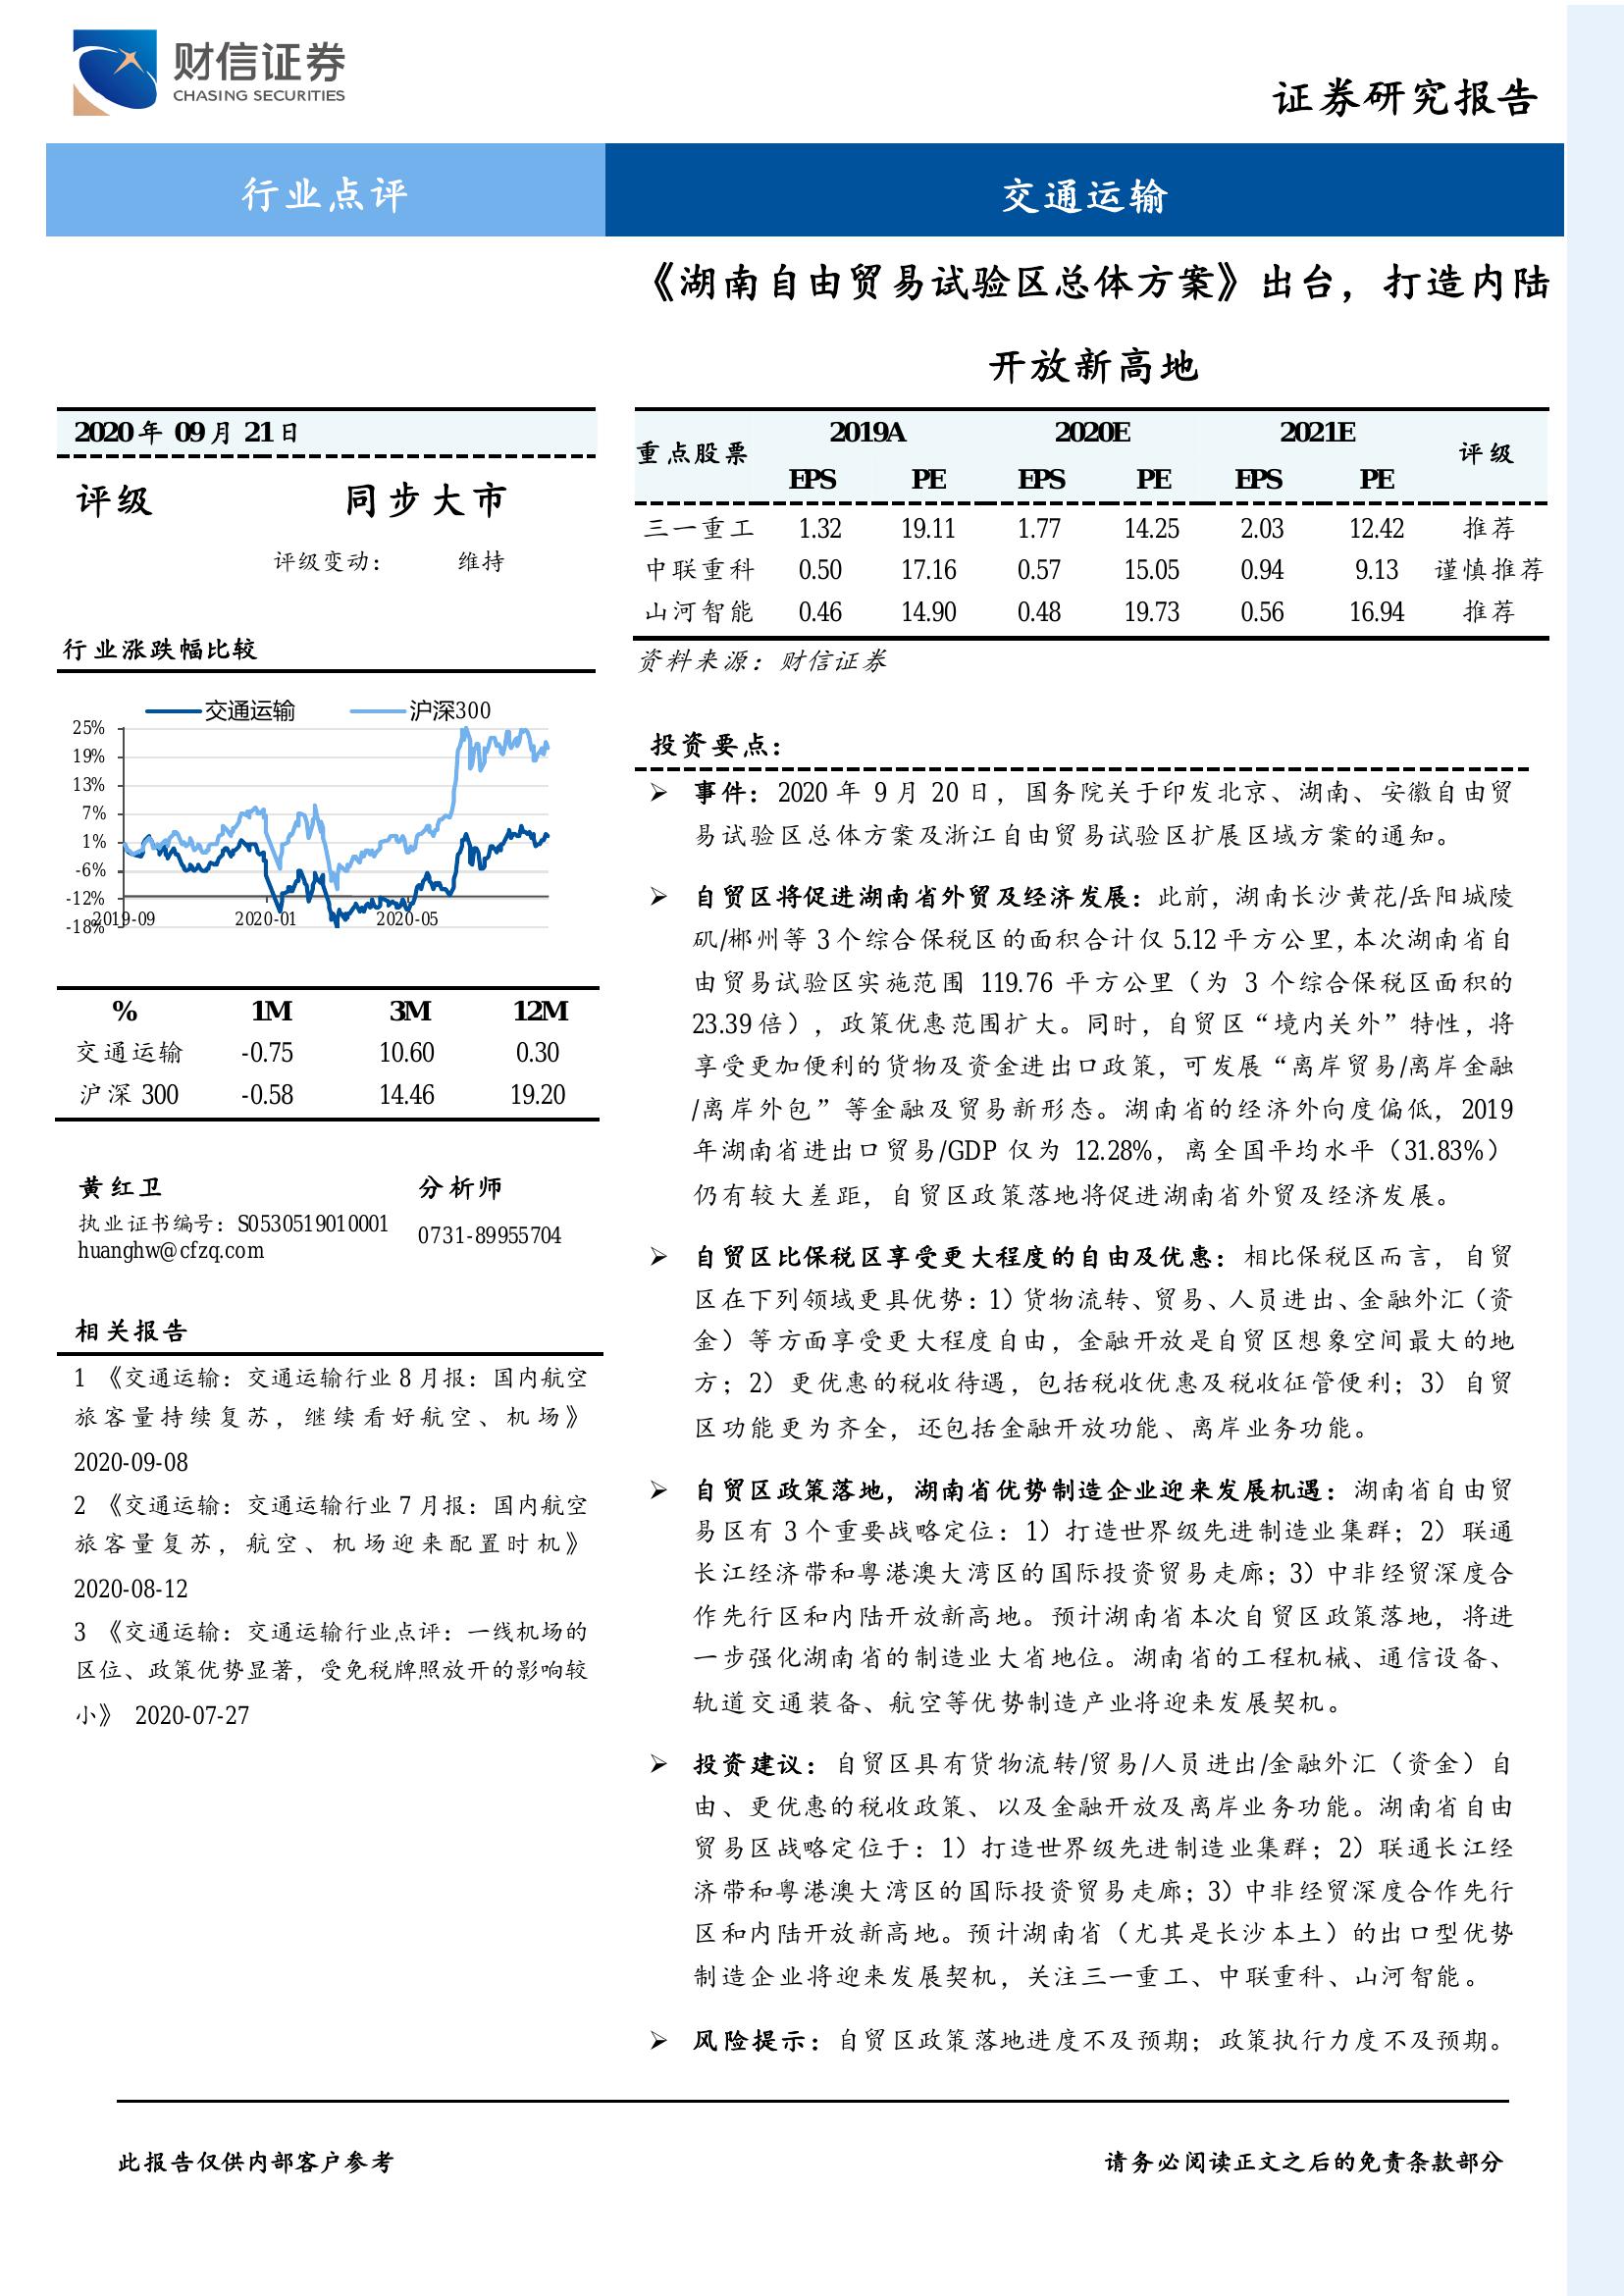 财信证券
CHASING SECURITIES
证券研究报告
行业点评
交通运输
《湖南自由贸易试验区总体方案》出台，打造内陆
开放新高地
2020 年 09 月 21 日
评级 同步大市
评级变动： 维持
行业涨跌幅比较
交通运输 沪深300
25%
19%
13%
7%
1%
-6%
-12%
-18%
2019-09 2020-01 2020-05
% 1M 3M 12M
交通运输 -0.75 10.60 0.30
沪深 300 -0.58 14.46 19.20
黄红卫 分析师
执业证书编号：S0530519010001
huanghw@cfzq.com
0731-89955704
相关报告
1 《交通运输：交通运输行业 8 月报：国内航空
旅客量持续复苏，继续看好航空、机场》
2020-09-08
2 《交通运输：交通运输行业 7 月报：国内航空
旅客量复苏，航空、机场迎来配置时机》
2020-08-12
3 《交通运输：交通运输行业点评：一线机场的
区位、政策优势显著，受免税牌照放开的影响较
小》 2020-07-27
重点股票 2019A 2020E 2021E 评级
EPS PE EPS PE EPS PE
三一重工 1.32 19.11 1.77 14.25 2.03 12.42 推荐
中联重科 0.50 17.16 0.57 15.05 0.94 9.13 谨慎推荐
山河智能 0.46 14.90 0.48 19.73 0.56 16.94 推荐
资料来源：财信证券
投资要点：
➢ 事件：2020 年 9 月 20 日，国务院关于印发北京、湖南、安徽自由贸
易试验区总体方案及浙江自由贸易试验区扩展区域方案的通知。
➢ 自贸区将促进湖南省外贸及经济发展：此前，湖南长沙黄花/岳阳城陵
矶/郴州等 3 个综合保税区的面积合计仅 5.12 平方公里，本次湖南省自
由贸易试验区实施范围 119.76 平方公里（为 3 个综合保税区面积的
23.39 倍），政策优惠范围扩大。同时，自贸区“境内关外”特性，将
享受更加便利的货物及资金进出口政策，可发展“离岸贸易/离岸金融
/离岸外包”等金融及贸易新形态。湖南省的经济外向度偏低，2019
年湖南省进出口贸易/GDP 仅为 12.28%，离全国平均水平（31.83%）
仍有较大差距，自贸区政策落地将促进湖南省外贸及经济发展。
➢ 自贸区比保税区享受更大程度的自由及优惠：相比保税区而言，自贸
区在下列领域更具优势：1）货物流转、贸易、人员进出、金融外汇（资
金）等方面享受更大程度自由，金融开放是自贸区想象空间最大的地
方；2）更优惠的税收待遇，包括税收优惠及税收征管便利；3）自贸
区功能更为齐全，还包括金融开放功能、离岸业务功能。
➢ 自贸区政策落地，湖南省优势制造企业迎来发展机遇：湖南省自由贸
易区有 3 个重要战略定位：1）打造世界级先进制造业集群；2）联通
长江经济带和粤港澳大湾区的国际投资贸易走廊；3）中非经贸深度合
作先行区和内陆开放新高地。预计湖南省本次自贸区政策落地，将进
一步强化湖南省的制造业大省地位。湖南省的工程机械、通信设备、
轨道交通装备、航空等优势制造产业将迎来发展契机。
➢ 投资建议：自贸区具有货物流转/贸易/人员进出/金融外汇（资金）自
由、更优惠的税收政策、以及金融开放及离岸业务功能。湖南省自由
贸易区战略定位于：1）打造世界级先进制造业集群；2）联通长江经
济带和粤港澳大湾区的国际投资贸易走廊；3）中非经贸深度合作先行
区和内陆开放新高地。预计湖南省（尤其是长沙本土）的出口型优势
制造企业将迎来发展契机，关注三一重工、中联重科、山河智能。
➢ 风险提示：自贸区政策落地进度不及预期；政策执行力度不及预期。
此报告仅供内部客户参考
请务必阅读正文之后的免责条款部分